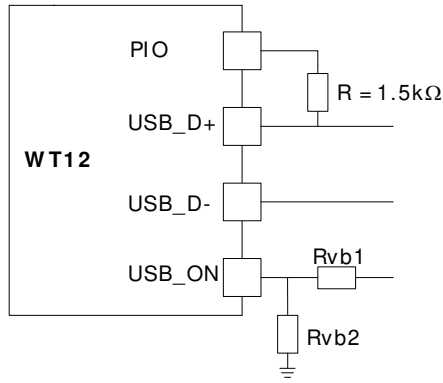 PIO
R = 1.5kΩ
USB_D+
WT12
USB_D-
USB_ON
Rvb1
Rvb2